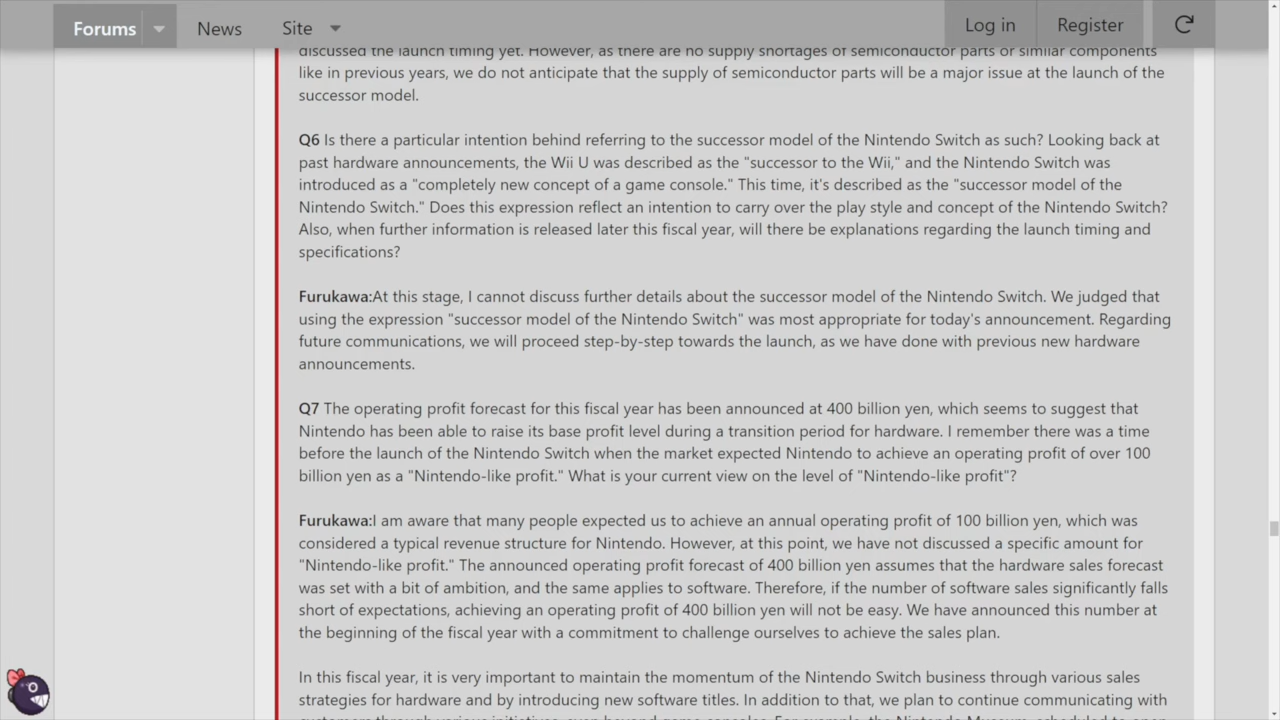 Forums
News
Site
Log in
Register
discussed the launch timing yet. However, as there are no supply shortages of semiconductor parts or similar components
like in previous years, we do not anticipate that the supply of semiconductor parts will be a major issue at the launch of the
successor model.
Q6 Is there a particular intention behind referring to the successor model of the Nintendo Switch as such? Looking back at
past hardware announcements, the Wii U was described as the "successor to the Wii," and the Nintendo Switch was
introduced as a "completely new concept of a game console." This time, it's described as the "successor model of the
Nintendo Switch." Does this expression reflect an intention to carry over the play style and concept of the Nintendo Switch?
Also, when further information is released later this fiscal year, will there be explanations regarding the launch timing and
specifications?
Furukawa:At this stage, I cannot discuss further details about the successor model of the Nintendo Switch. We judged that
using the expression "successor model of the Nintendo Switch" was most appropriate for today's announcement. Regarding
future communications, we will proceed step-by-step towards the launch, as we have done with previous new hardware
announcements.
Q7 The operating profit forecast for this fiscal year has been announced at 400 billion yen, which seems to suggest that
Nintendo has been able to raise its base profit level during a transition period for hardware. I remember there was a time
before the launch of the Nintendo Switch when the market expected Nintendo to achieve an operating profit of over 100
billion yen as a "Nintendo-like profit." What is your current view on the level of "Nintendo-like profit"?
Furukawa:I am aware that many people expected us to achieve an annual operating profit of 100 billion yen, which was
considered a typical revenue structure for Nintendo. However, at this point, we have not discussed a specific amount for
"Nintendo-like profit." The announced operating profit forecast of 400 billion yen assumes that the hardware sales forecast
was set with a bit of ambition, and the same applies to software. Therefore, if the number of software sales significantly falls
short of expectations, achieving an operating profit of 400 billion yen will not be easy. We have announced this number at
the beginning of the fiscal year with a commitment to challenge ourselves to achieve the sales plan.
In this fiscal year, it is very important to maintain the momentum of the Nintendo Switch business through various sales
strategies for hardware and by introducing new software titles. In addition to that, we plan to continue communicating with
customers through various initiatives, even beyond game consoles. For example, the Nintendo Museum, scheduled to open